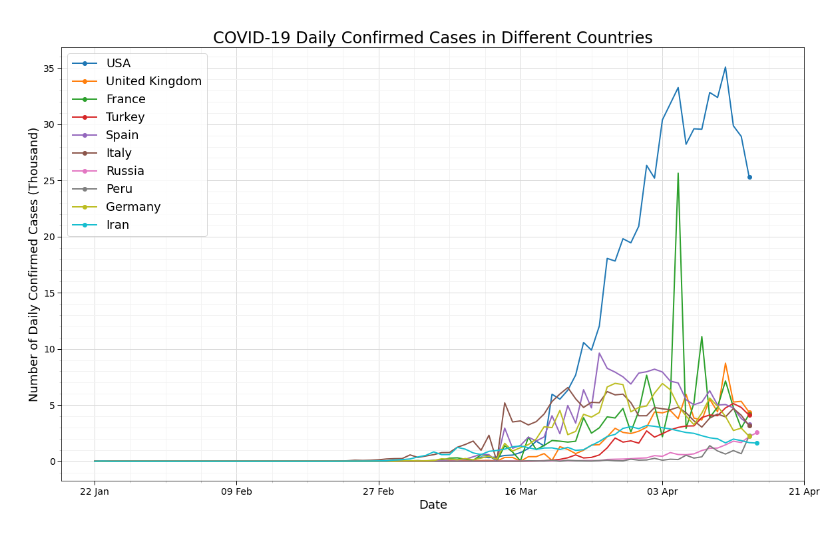 COVID-19 Daily Confirmed Cases in Different Countries
USA
United Kingdom
France
Turkey
Spain
Italy
Russia
Peru
Germany
Iran
Number of Daily Confirmed Cases (Thousand)
35
30
25
20
15
10
5
0
22 Jan
09 Feb
27 Feb
16 Mar
03 Apr
21 Apr
Date